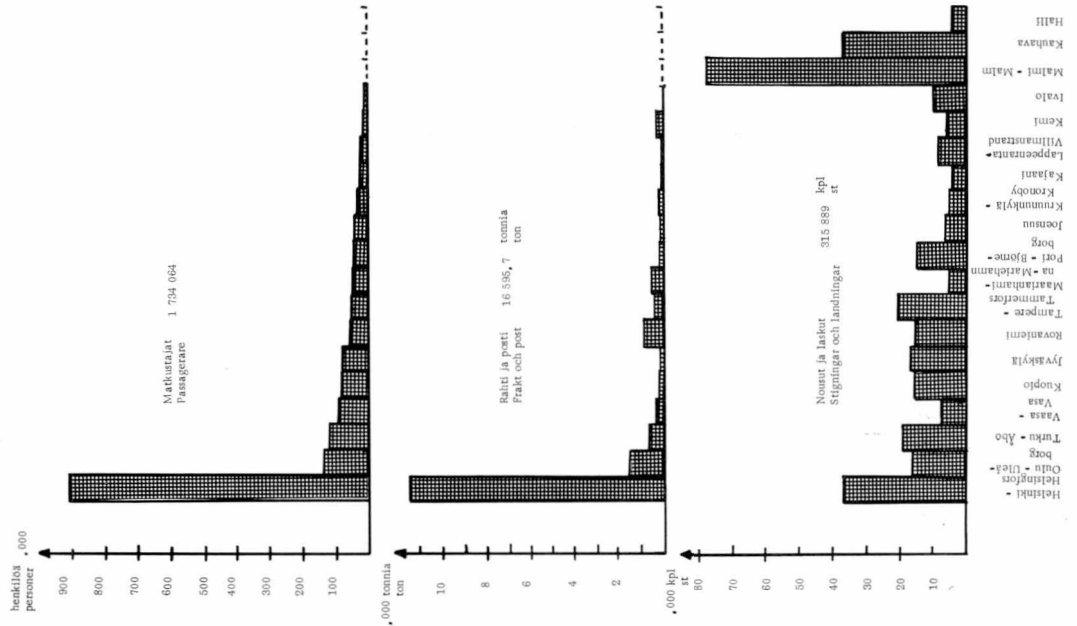 henkilöä ,000
personer
900
800
700
600
500
400
300
200
100
Matkustajat 1 734 064
Passagerare
,000 tonnia
ton
10
8
6
4
2
Rahti ja posti 16 595,7 tonnia
Frakt och post ton
,000 kpl
st
80
70
60
50
40
30
20
10
Nousut ja laskut 315 889 kpl
Stigningar och landningar st
Helsinki -
Helsingfors
Oulu - Uleå-
borg
Turku - Åbo
Vaasa -
Vasa
Kuopio
Jyväskylä
Rovaniemi
Tampere -
Tammerfors
Maarianhami-
na - Mariehamn
Pori - Björne-
borg
Joensuu
Kruunukylä -
Kronoby
Kajaani
Lappeenranta-
Villmanstrand
Kemi
Ivalo
Malmi - Malm
Kauhava
Halli